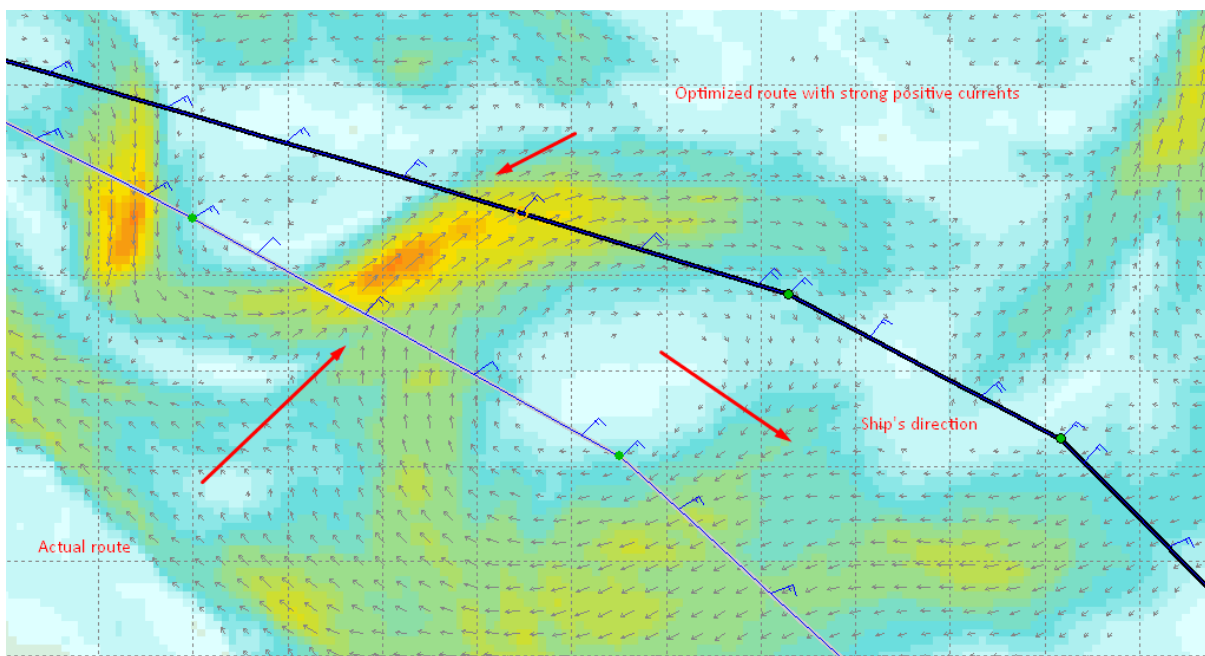 Optimized route with strong positive currents
Ship's direction
Actual route